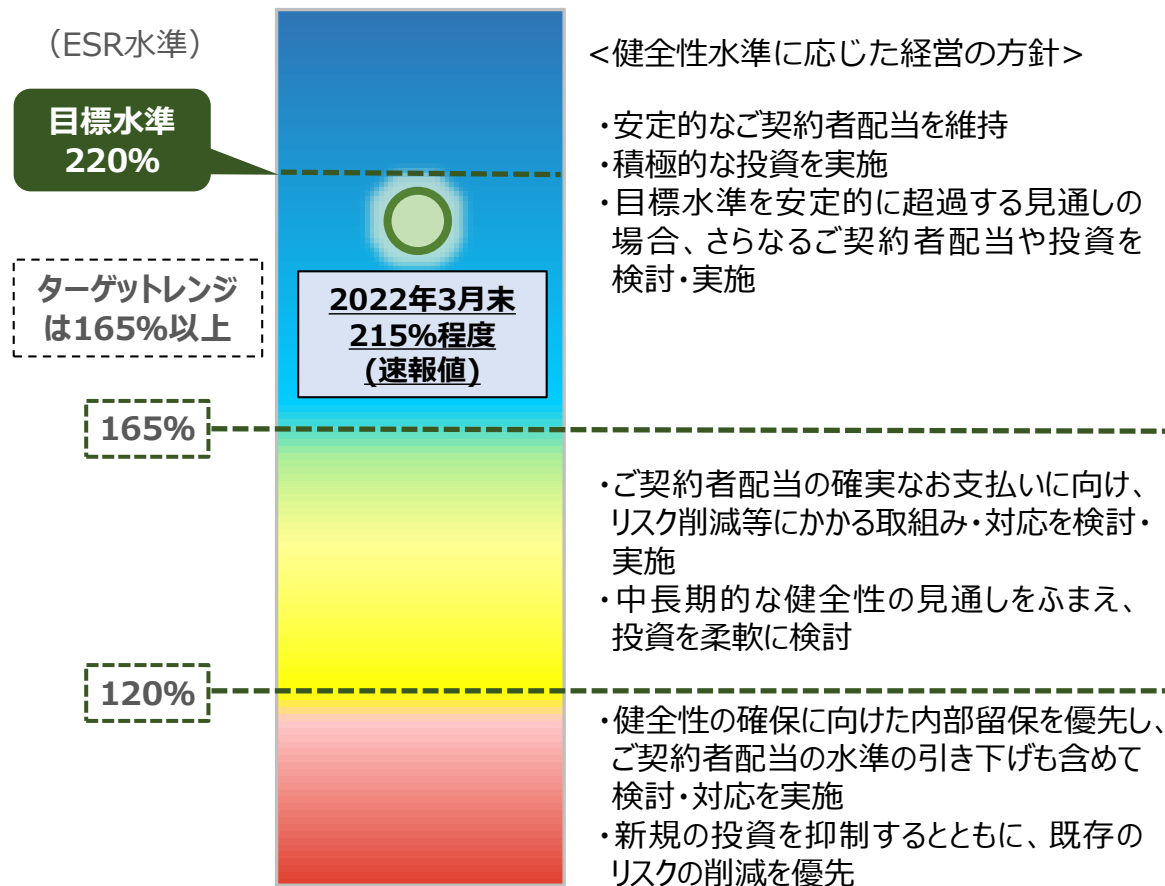 （ESR水準）
目標水準
220%
ターゲットレンジ
は165%以上
2022年3月末
215%程度
(速報値)
165%
120%
<健全性水準に応じた経営の方針>
・安定的なご契約者配当を維持
・積極的な投資を実施
・目標水準を安定的に超過する見通しの
場合、さらなるご契約者配当や投資を
検討・実施
・ご契約者配当の確実なお支払いに向け、
リスク削減等にかかる取組み・対応を検討・
実施
・中長期的な健全性の見通しをふまえ、
投資を柔軟に検討
・健全性の確保に向けた内部留保を優先し、
ご契約者配当の水準の引き下げも含めて
検討・対応を実施
・新規の投資を抑制するとともに、既存の
リスクの削減を優先